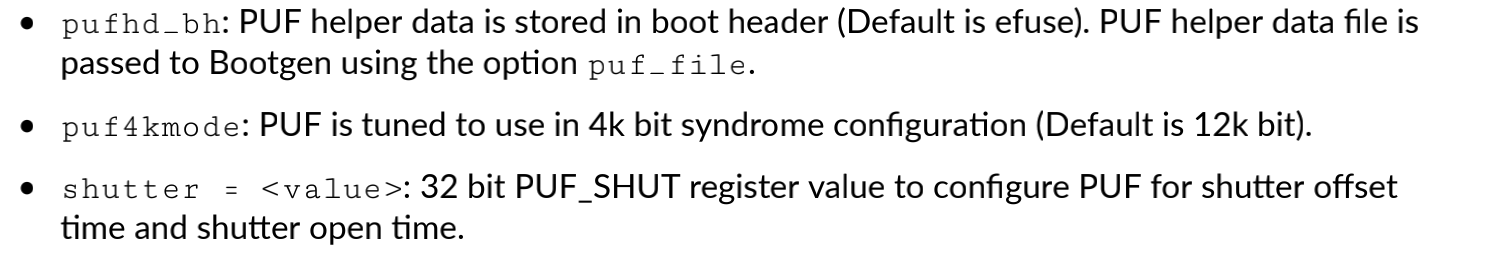 • pufhd_bh: PUF helper data is stored in boot header (Default is efuse). PUF helper data file is
passed to Bootgen using the option puf_file.
• puf4kmode: PUF is tuned to use in 4k bit syndrome configuration (Default is 12k bit).
• shutter = <value>: 32 bit PUF_SHUT register value to configure PUF for shutter offset
time and shutter open time.